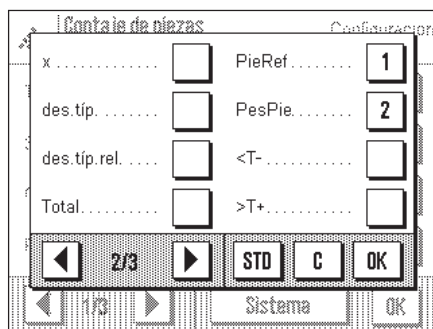 Contaje de piezas
Configuracion
x .............
PieRef.......... 1
des.típ. ..........
PesPie.......... 2
des.típ.rel. .....
<T- ............
Total..........
>T+............
2/3
STD C OK
1/3 Sistema OK